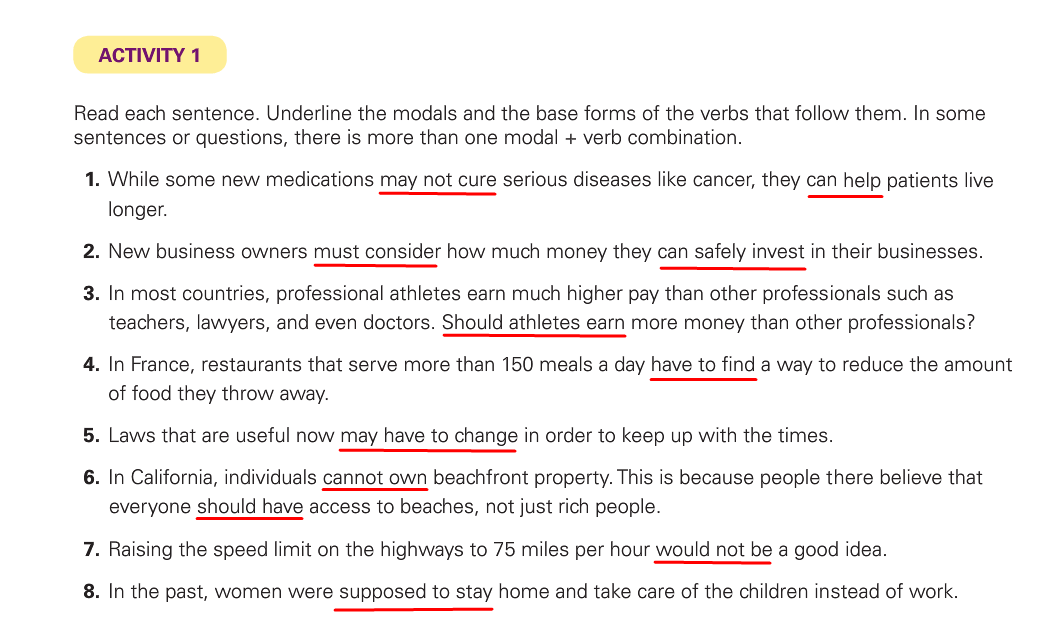 ACTIVITY 1
Read each sentence. Underline the modals and the base forms of the verbs that follow them. In some
sentences or questions, there is more than one modal + verb combination.
1. While some new medications may not cure serious diseases like cancer, they can help patients live
longer.
2. New business owners must consider how much money they can safely invest in their businesses.
3. In most countries, professional athletes earn much higher pay than other professionals such as
teachers, lawyers, and even doctors. Should athletes earn more money than other professionals?
4. In France, restaurants that serve more than 150 meals a day have to find a way to reduce the amount
of food they throw away.
5. Laws that are useful now may have to change in order to keep up with the times.
6. In California, individuals cannot own beachfront property. This is because people there believe that
everyone should have access to beaches, not just rich people.
7. Raising the speed limit on the highways to 75 miles per hour would not be a good idea.
8. In the past, women were supposed to stay home and take care of the children instead of work.